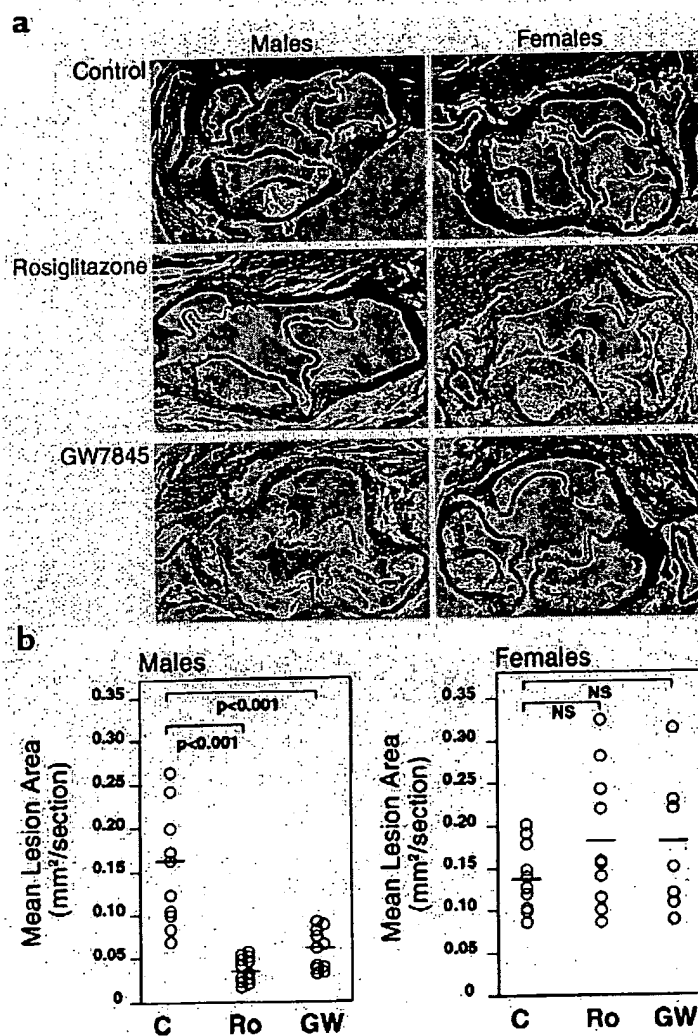 a
Males Females
Control
Rosiglitazone
GW7845
b
Males
Mean Lesion Area
(mm²/section)
0.35
0.30
0.25
0.20
0.15
0.10
0.05
0
p<0.001
p<0.001
C Ro GW
Females
Mean Lesion Area
(mm²/section)
0.35
0.30
0.25
0.20
0.15
0.10
0.05
0
NS
NS
C Ro GW